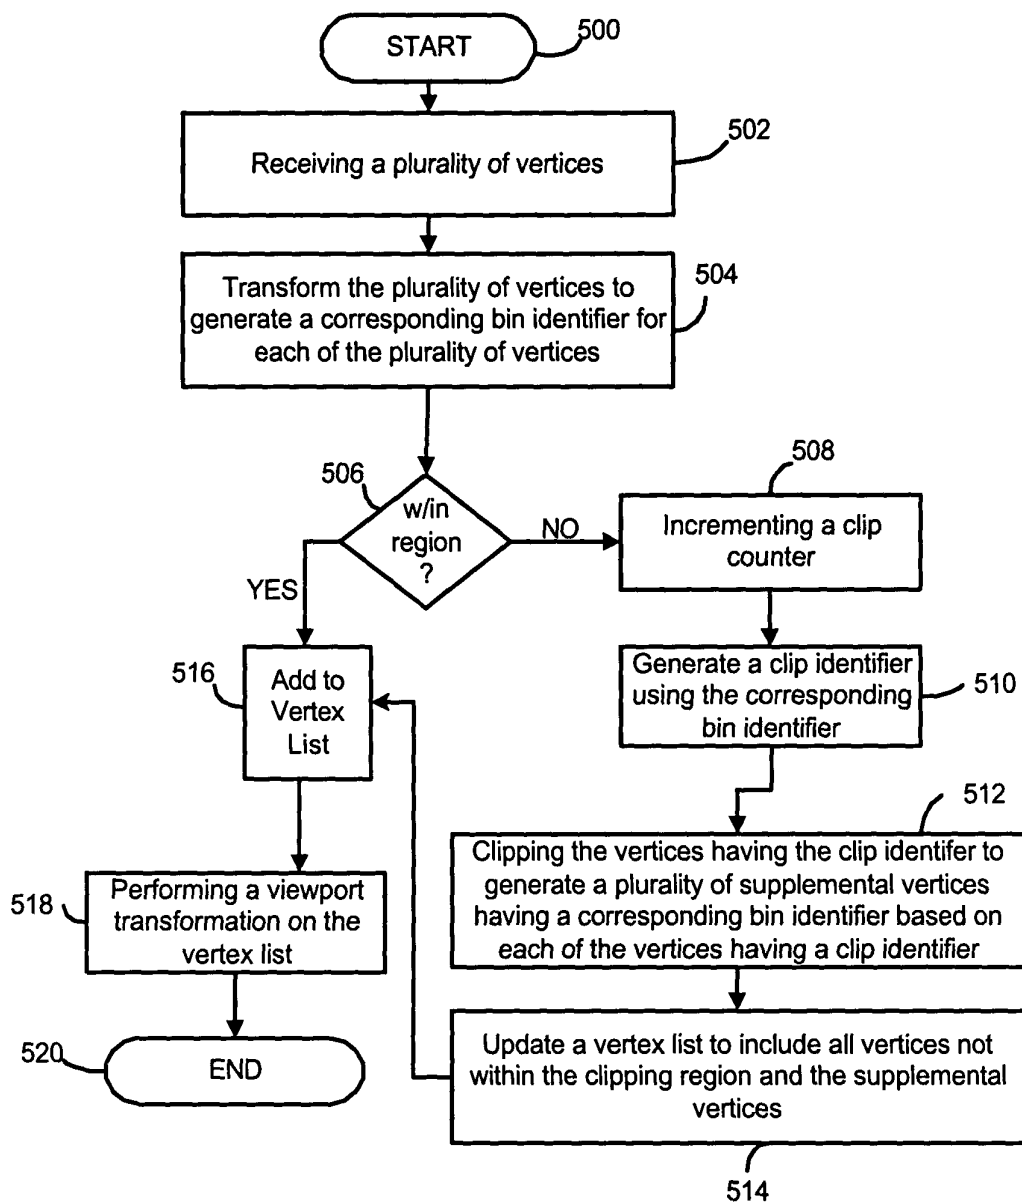 START
500
Receiving a plurality of vertices
502
Transform the plurality of vertices to
generate a corresponding bin identifier for
each of the plurality of vertices
504
506
w/in
region
?
NO
YES
508
Incrementing a clip
counter
Generate a clip identifier
using the corresponding
bin identifier
510
516
Add to
Vertex
List
512
Clipping the vertices having the clip identifer to
generate a plurality of supplemental vertices
having a corresponding bin identifier based on
each of the vertices having a clip identifier
518
Performing a viewport
transformation on the
vertex list
Update a vertex list to include all vertices not
within the clipping region and the supplemental
vertices
514
520
END